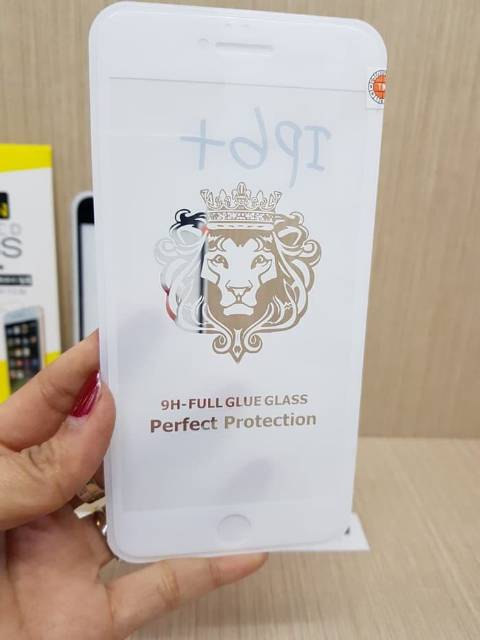 IP6+
9H-FULL GLUE GLASS
Perfect Protection